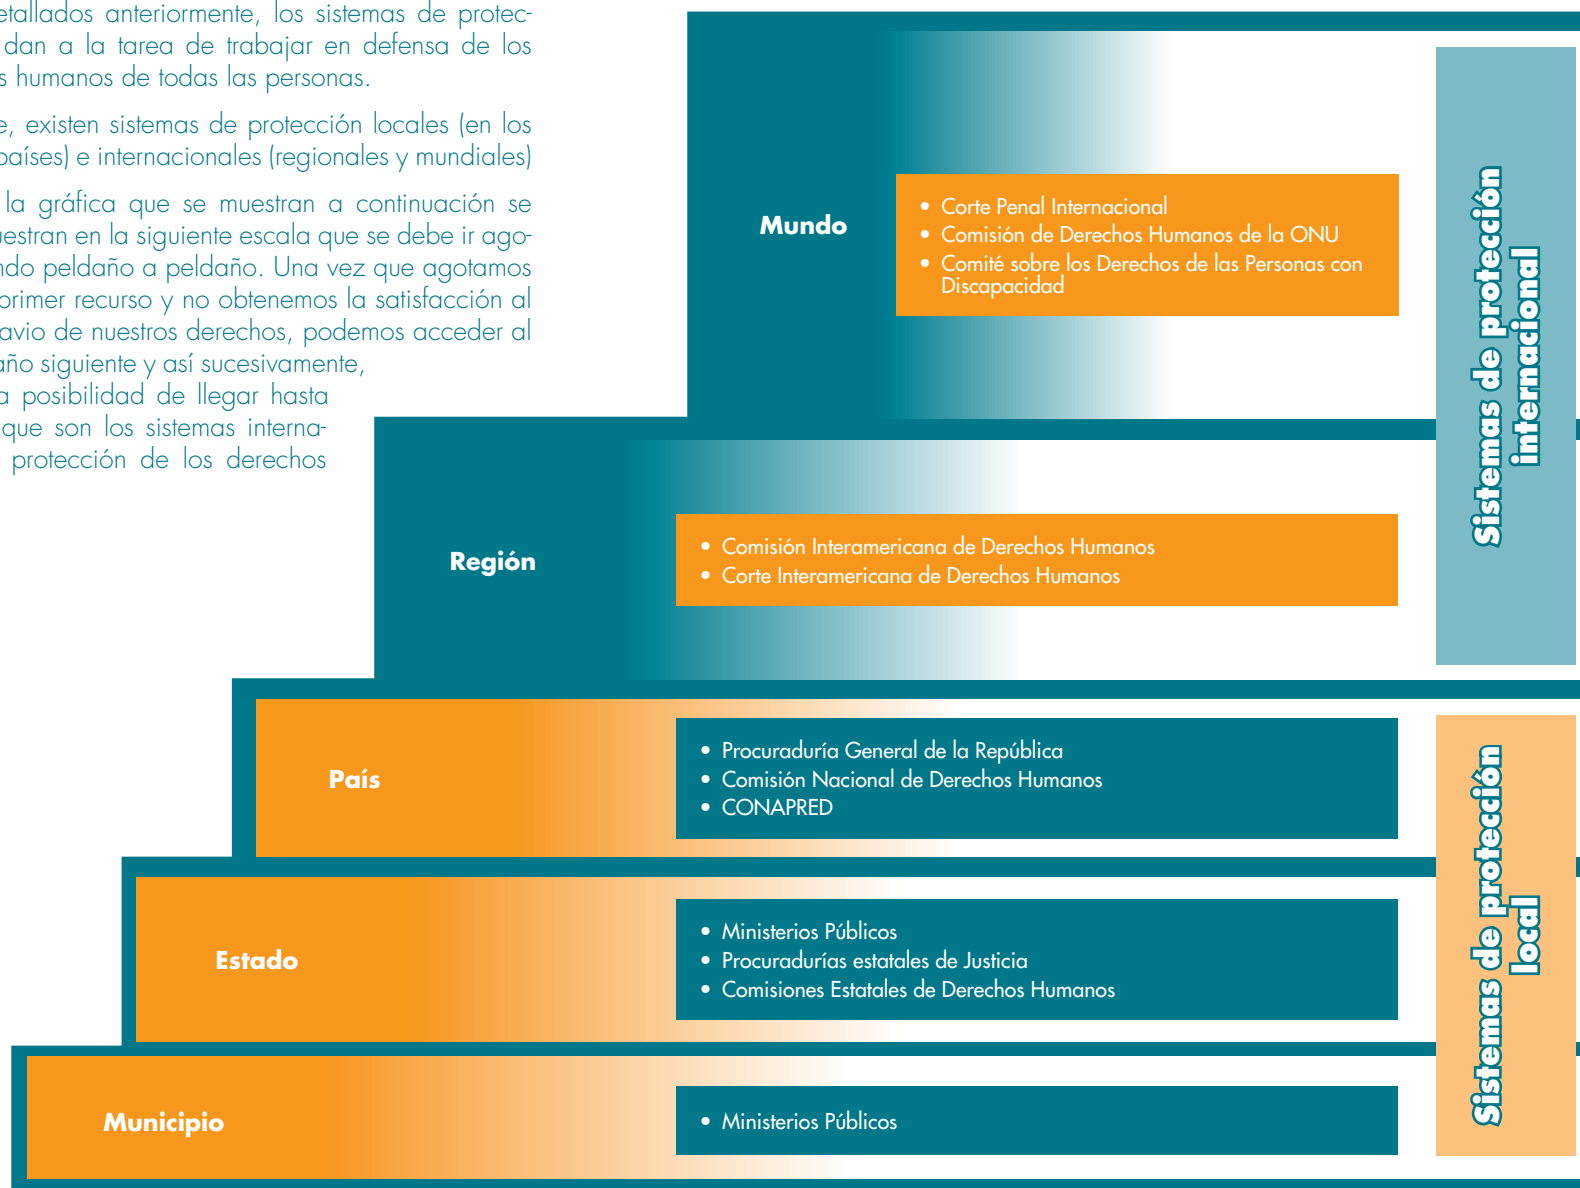 etallados anteriormente, los sistemas de protec-
dan a la tarea de trabajar en defensa de los
s humanos de todas las personas.
e, existen sistemas de protección locales (en los
países) e internacionales (regionales y mundiales)
la gráfica que se muestran a continuación se
uestran en la siguiente escala que se debe ir ago-
ndo peldaño a peldaño. Una vez que agotamos
primer recurso y no obtenemos la satisfacción al
avio de nuestros derechos, podemos acceder al
año siguiente y así sucesivamente,
a posibilidad de llegar hasta
que son los sistemas interna-
protección de los derechos
Mundo
• Corte Penal Internacional
• Comisión de Derechos Humanos de la ONU
• Comité sobre los Derechos de las Personas con
Discapacidad
Sistemas de protección
internacional
Región
• Comisión Interamericana de Derechos Humanos
• Corte Interamericana de Derechos Humanos
País
• Procuraduría General de la República
• Comisión Nacional de Derechos Humanos
• CONAPRED
Sistemas de protección
local
Estado
• Ministerios Públicos
• Procuradurías estatales de Justicia
• Comisiones Estatales de Derechos Humanos
Municipio
• Ministerios Públicos